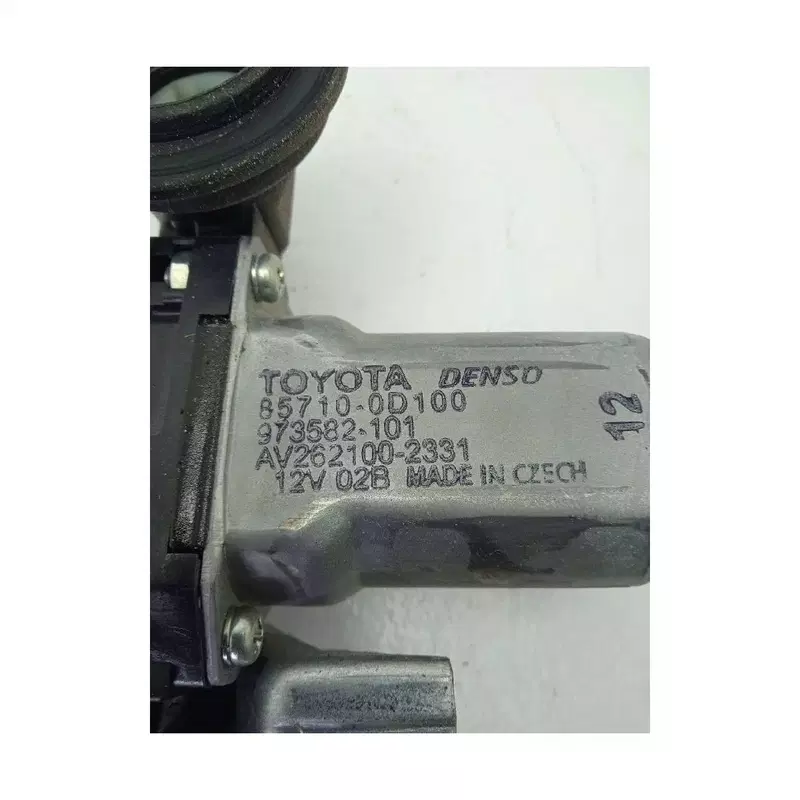 TOYOTA DENSO
85710-0D100
973582-101
AV262100-2331
12V 02B MADE IN CZECH
12